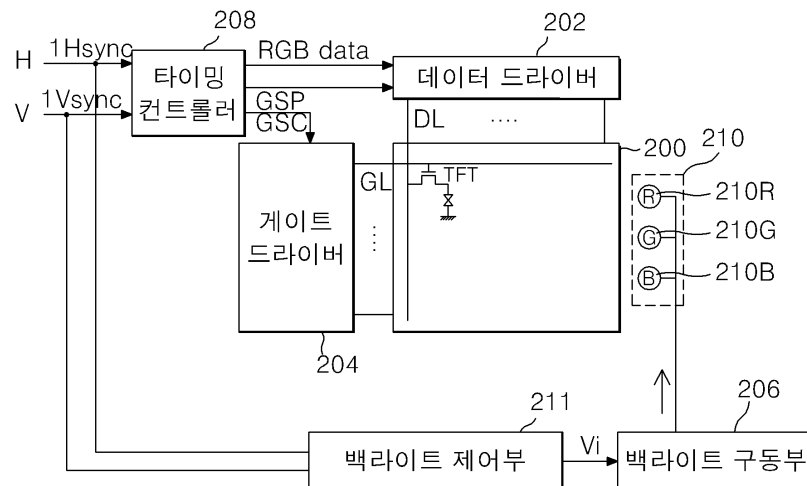 208
202
H
1Hsync
RGB data
V
1Vsync
타이밍
컨트롤러
데이터 드라이버
GSP
GSC
DL
....
200
210
GL
TFT
R
210R
게이트
드라이버
....
G
210G
B
210B
204
211
206
백라이트 제어부
Vi
백라이트 구동부